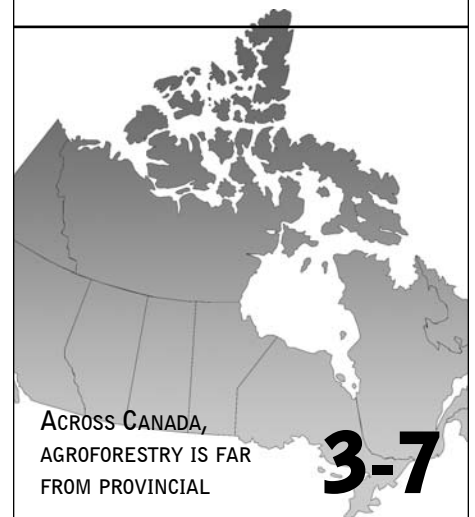 ACROSS CANADA,
AGROFORESTRY IS FAR
FROM PROVINCIAL
3-7